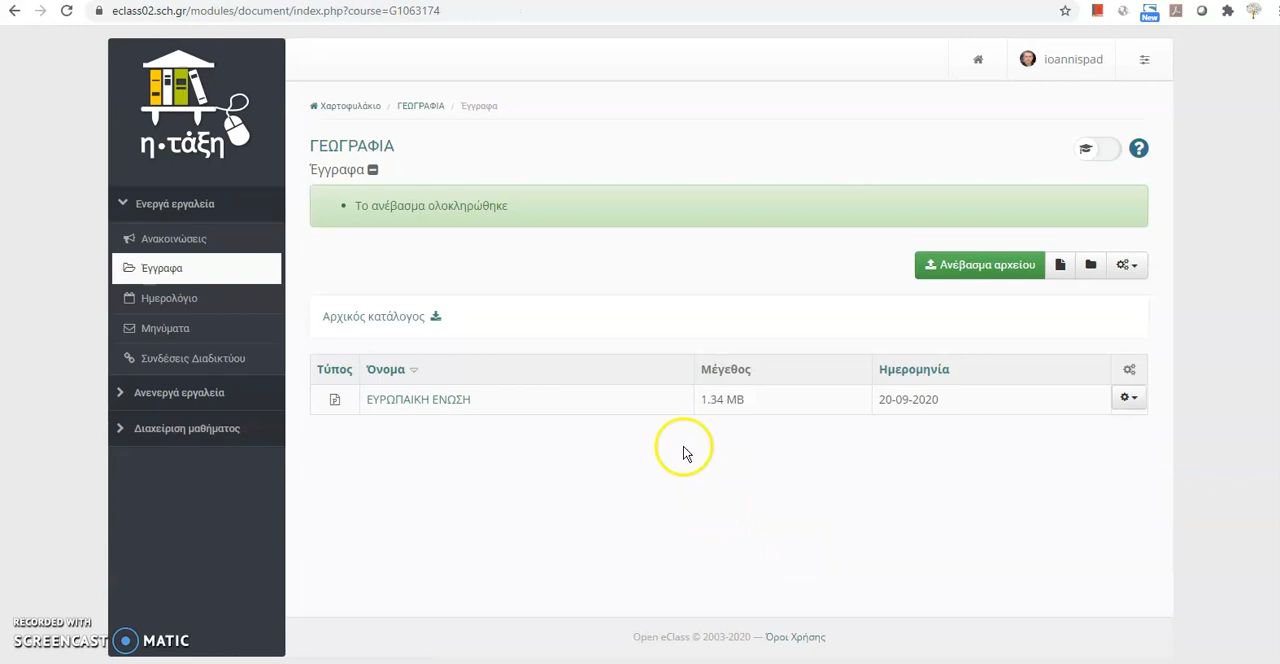 eclass02.sch.gr/modules/document/index.php?course=G1063174
New
η·τάξη
ioannispad
Χαρτοφυλάκιο / ΓΕΩΓΡΑΦΙΑ / Έγγραφα
ΓΕΩΓΡΑΦΙΑ
Έγγραφα
Το ανέβασμα ολοκληρώθηκε
Ενεργά εργαλεία
Ανακοινώσεις
Έγγραφα
Ημερολόγιο
Μηνύματα
Συνδέσεις Διαδικτύου
Ανενεργά εργαλεία
Διαχείριση μαθήματος
Ανέβασμα αρχείου
Αρχικός κατάλογος
Τύπος Όνομα Μέγεθος Ημερομηνία
ΕΥΡΩΠΑΙΚΗ ΕΝΩΣΗ 1.34 MB 20-09-2020
Open eClass © 2003-2020 — Όροι Χρήσης
RECORDED WITH
SCREENCAST MATIC